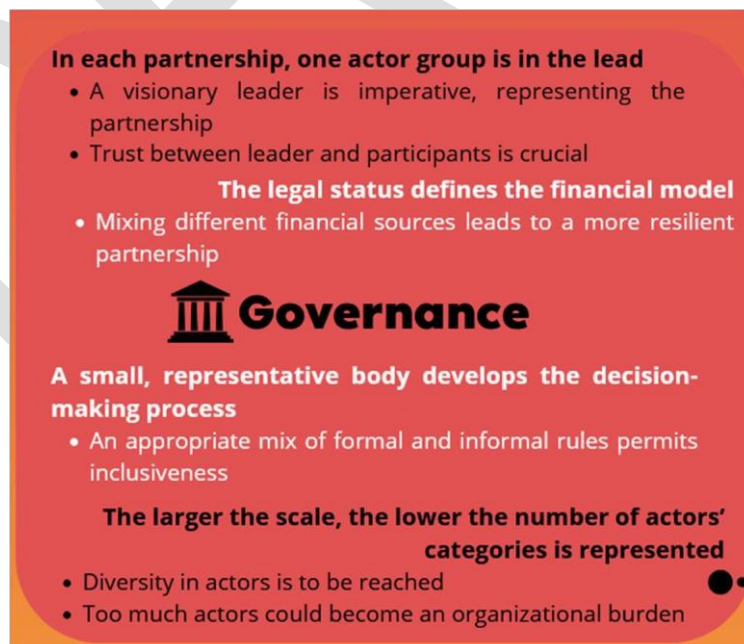 In each partnership, one actor group is in the lead
• A visionary leader is imperative, representing the
partnership
• Trust between leader and participants is crucial
The legal status defines the financial model
• Mixing different financial sources leads to a more resilient
partnership
Governance
A small, representative body develops the decision-
making process
• An appropriate mix of formal and informal rules permits
inclusiveness
The larger the scale, the lower the number of actors'
categories is represented
• Diversity in actors is to be reached
• Too much actors could become an organizational burden